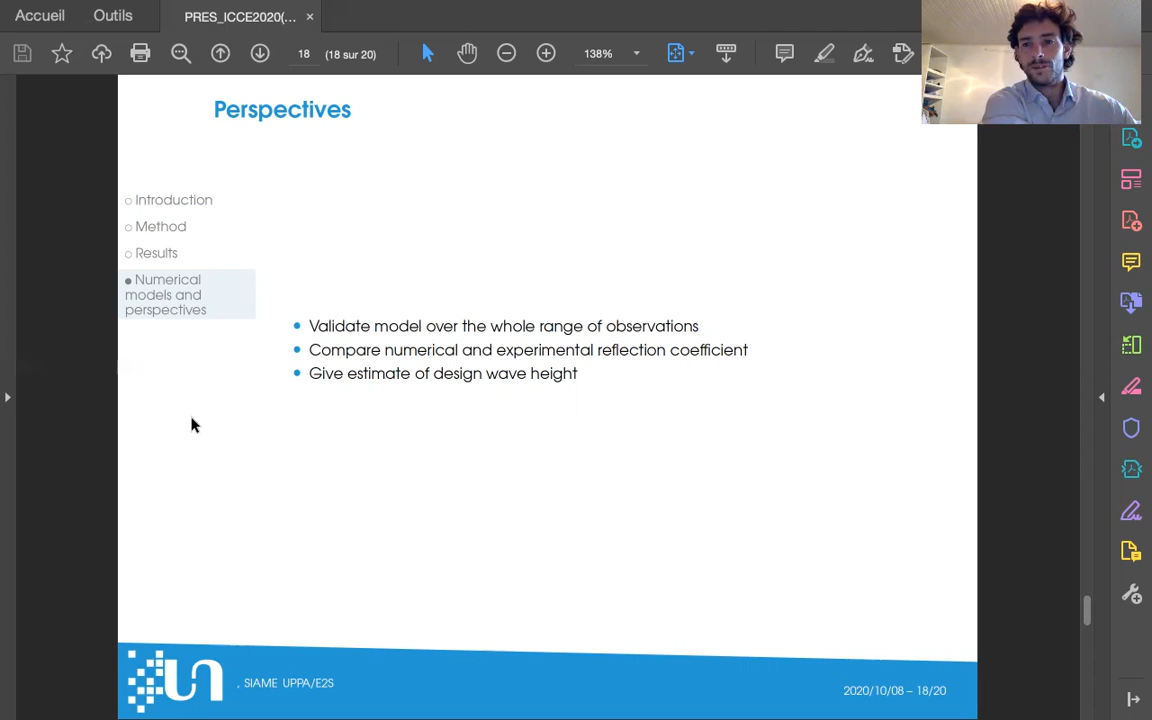 Accueil Outils PRES_ICCE2020(... ×
18 (18 sur 20) 138%
Perspectives
Introduction
Method
Results
Numerical
models and
perspectives
Validate model over the whole range of observations
Compare numerical and experimental reflection coefficient
Give estimate of design wave height
, SIAME UPPA/E2S
2020/10/08 – 18/20